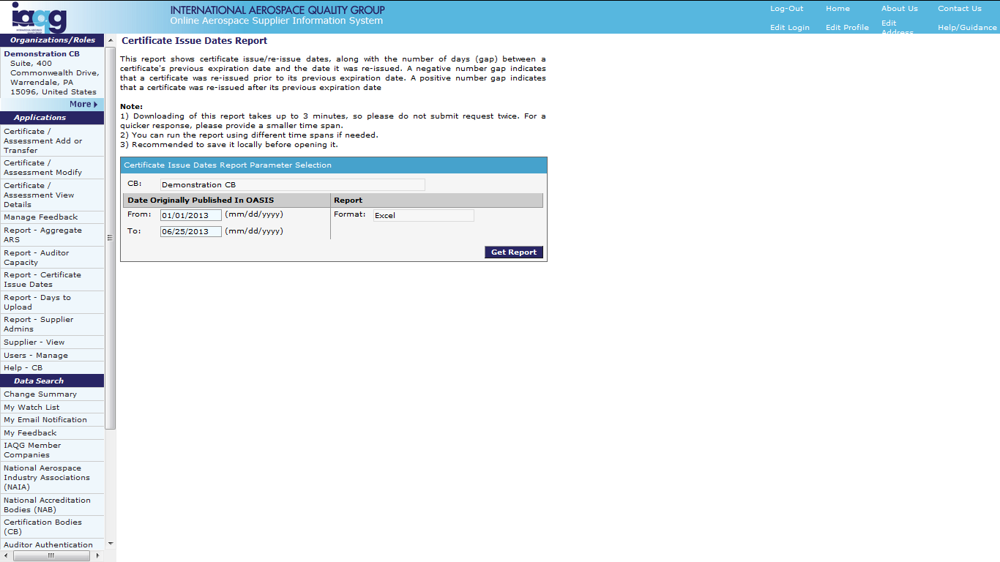 iaqg
INTERNATIONAL AEROSPACE QUALITY GROUP
Online Aerospace Supplier Information System
Log-Out
Home
About Us
Contact Us
Edit Login
Edit Profile
Edit
Address
Help/Guidance
Organizations/Roles
Demonstration CB
Suite, 400
Commonwealth Drive,
Warrendale, PA
15096, United States
More
Applications
Certificate /
Assessment Add or
Transfer
Certificate /
Assessment Modify
Certificate /
Assessment View
Details
Manage Feedback
Report - Aggregate
ARS
Report - Auditor
Capacity
Report - Certificate
Issue Dates
Report - Days to
Upload
Report - Supplier
Admins
Supplier - View
Users - Manage
Help - CB
Data Search
Change Summary
My Watch List
My Email Notification
My Feedback
IAQG Member
Companies
National Aerospace
Industry Associations
(NAIA)
National Accreditation
Bodies (NAB)
Certification Bodies
(CB)
Auditor Authentication
Certificate Issue Dates Report
This report shows certificate issue/re-issue dates, along with the number of days (gap) between a
certificate's previous expiration date and the date it was re-issued. A negative number gap indicates
that a certificate was re-issued prior to its previous expiration date. A positive number gap indicates
that a certificate was re-issued after its previous expiration date
Note:
1) Downloading of this report takes up to 3 minutes, so please do not submit request twice. For a
quicker response, please provide a smaller time span.
2) You can run the report using different time spans if needed.
3) Recommended to save it locally before opening it.
Certificate Issue Dates Report Parameter Selection
CB: Demonstration CB
Date Originally Published In OASIS
From: 01/01/2013 (mm/dd/yyyy)
To: 06/25/2013 (mm/dd/yyyy)
Report
Format: Excel
Get Report